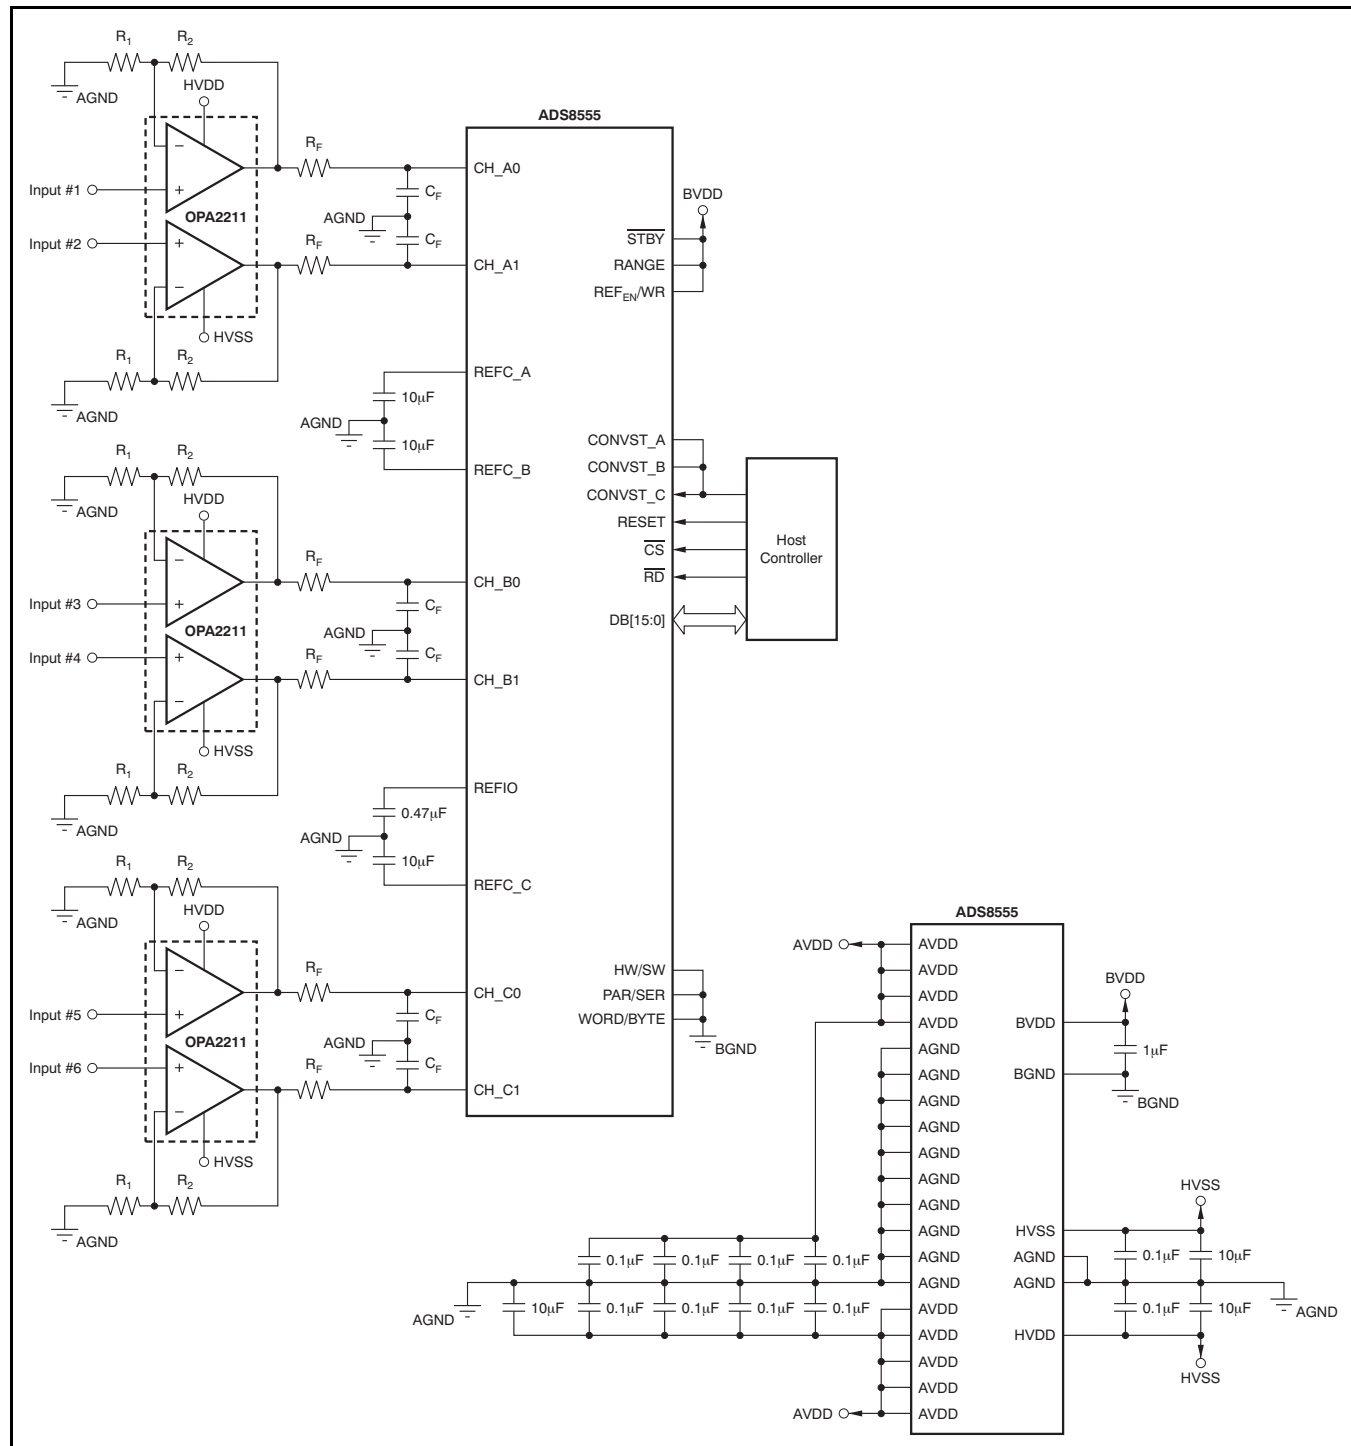 R1 R2
AGND
HVDD
ADS8555
Input #1
−
+
RF
CH_A0
CF
AGND
OPA2211
CF
Input #2
+
−
RF
CH_A1
HVSS
R1 R2
AGND
BVDD
STBY
RANGE
REFEN/WR
REFC_A
10µF
AGND
10µF
REFC_B
CONVST_A
CONVST_B
CONVST_C
RESET
CS
RD
DB[15:0]
Host
Controller
R1 R2
AGND
HVDD
Input #3
−
+
RF
CH_B0
CF
AGND
OPA2211
CF
Input #4
+
−
RF
CH_B1
HVSS
R1 R2
AGND
REFIO
0.47µF
AGND
10µF
REFC_C
R1 R2
AGND
HVDD
Input #5
−
+
RF
CH_C0
CF
AGND
OPA2211
CF
Input #6
+
−
RF
CH_C1
HVSS
R1 R2
AGND
HW/SW
PAR/SER
WORD/BYTE
BGND
ADS8555
AVDD
AVDD
AVDD
AVDD
AVDD
AGND
AGND
AGND
AGND
AGND
AGND
AGND
AGND
AGND
AGND
AVDD
AVDD
AVDD
AVDD
AVDD
AVDD
BVDD
BVDD
1µF
BGND
BGND
HVSS
HVSS
0.1µF 10µF
AGND
AGND
AGND
0.1µF 10µF
HVDD
HVSS
0.1µF 0.1µF 0.1µF 0.1µF
AGND
10µF 0.1µF 0.1µF 0.1µF 0.1µF